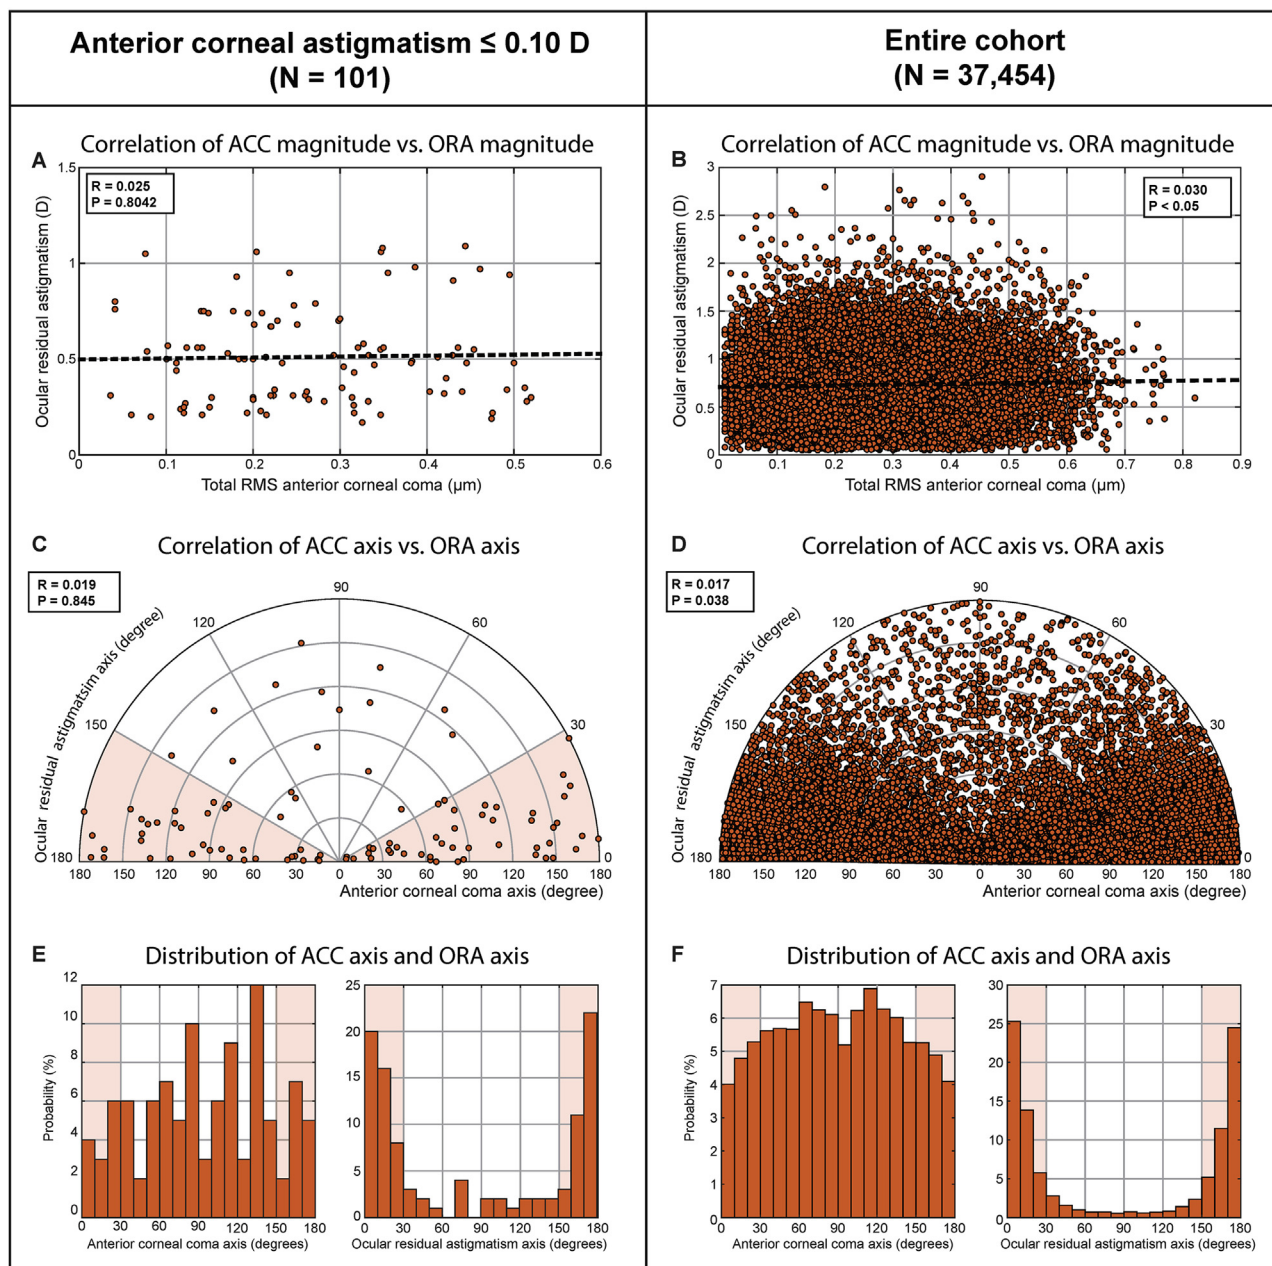 Anterior corneal astigmatism ≤ 0.10 D
(N = 101)
Entire cohort
(N = 37,454)
A
Correlation of ACC magnitude vs. ORA magnitude
R = 0.025
P = 0.8042
Ocular residual astigmatism (D)
1.5
1
0.5
0
0 0.1 0.2 0.3 0.4 0.5 0.6
Total RMS anterior corneal coma (µm)
B
Correlation of ACC magnitude vs. ORA magnitude
R = 0.030
P < 0.05
Ocular residual astigmatism (D)
3
2.5
2
1.5
1
0.5
0
0 0.1 0.2 0.3 0.4 0.5 0.6 0.7 0.8 0.9
Total RMS anterior corneal coma (µm)
C
Correlation of ACC axis vs. ORA axis
R = 0.019
P = 0.845
Ocular residual astigmatsim axis (degree)
90
120
60
150
30
180
0
180 150 120 90 60 30 0 30 60 90 120 150 180
Anterior corneal coma axis (degree)
D
Correlation of ACC axis vs. ORA axis
R = 0.017
P = 0.038
Ocular residual astigmatsim axis (degree)
90
120
60
150
30
180
0
180 150 120 90 60 30 0 30 60 90 120 150 180
Anterior corneal coma axis (degree)
E
Distribution of ACC axis and ORA axis
Probability (%)
12
10
8
6
4
2
0
0 30 60 90 120 150 180
Anterior corneal coma axis (degrees)
25
20
15
10
5
0
0 30 60 90 120 150 180
Ocular residual astigmatism axis (degrees)
F
Distribution of ACC axis and ORA axis
Probability (%)
7
6
5
4
3
2
1
0
0 30 60 90 120 150 180
Anterior corneal coma axis (degrees)
30
25
20
15
10
5
0
0 30 60 90 120 150 180
Ocular residual astigmatism axis (degrees)